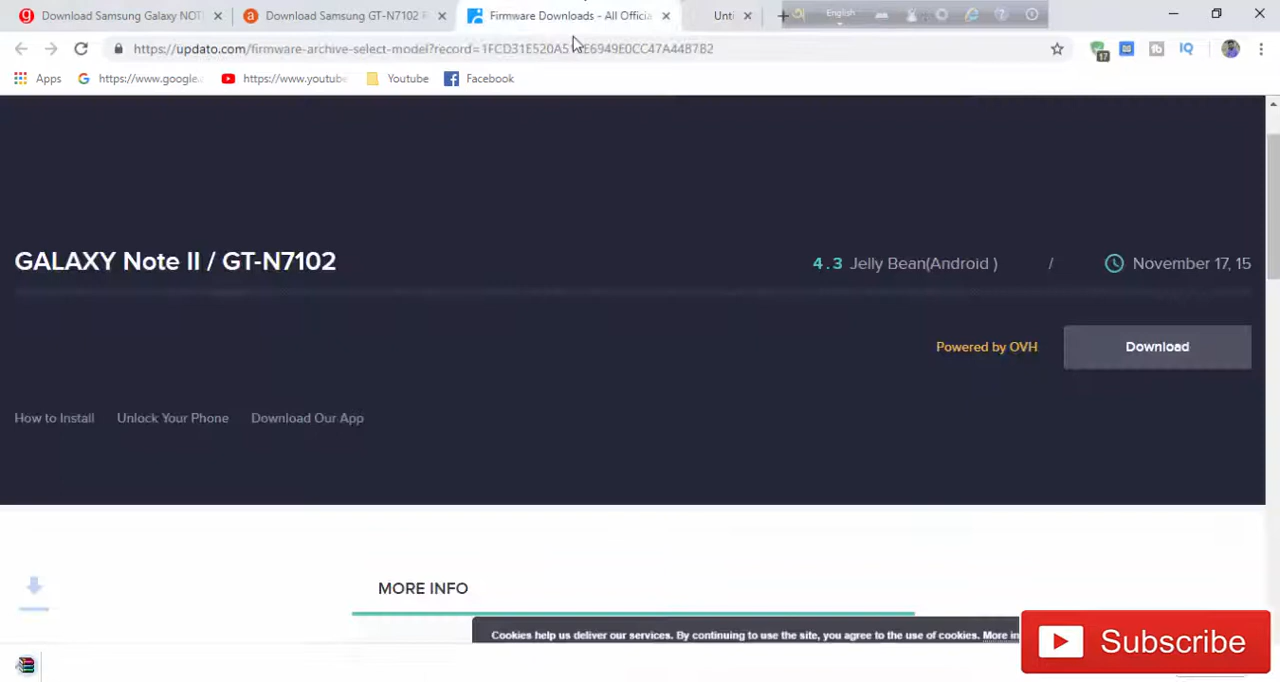 Download Samsung Galaxy NOT
Download Samsung GT-N7102 F
Firmware Downloads - All Officia
Unti
English
https://updato.com/firmware-archive-select-model?record=
17
Apps
https://www.google.
https://www.youtube
Youtube
Facebook
GALAXY Note II / GT-N7102
4.3 Jelly Bean(Android )
/
November 17, 15
Powered by OVH
Download
How to Install
Unlock Your Phone
Download Our App
MORE INFO
Cookies help us deliver our services. By continuing to use the site, you agree to the use of cookies. More in
Subscribe